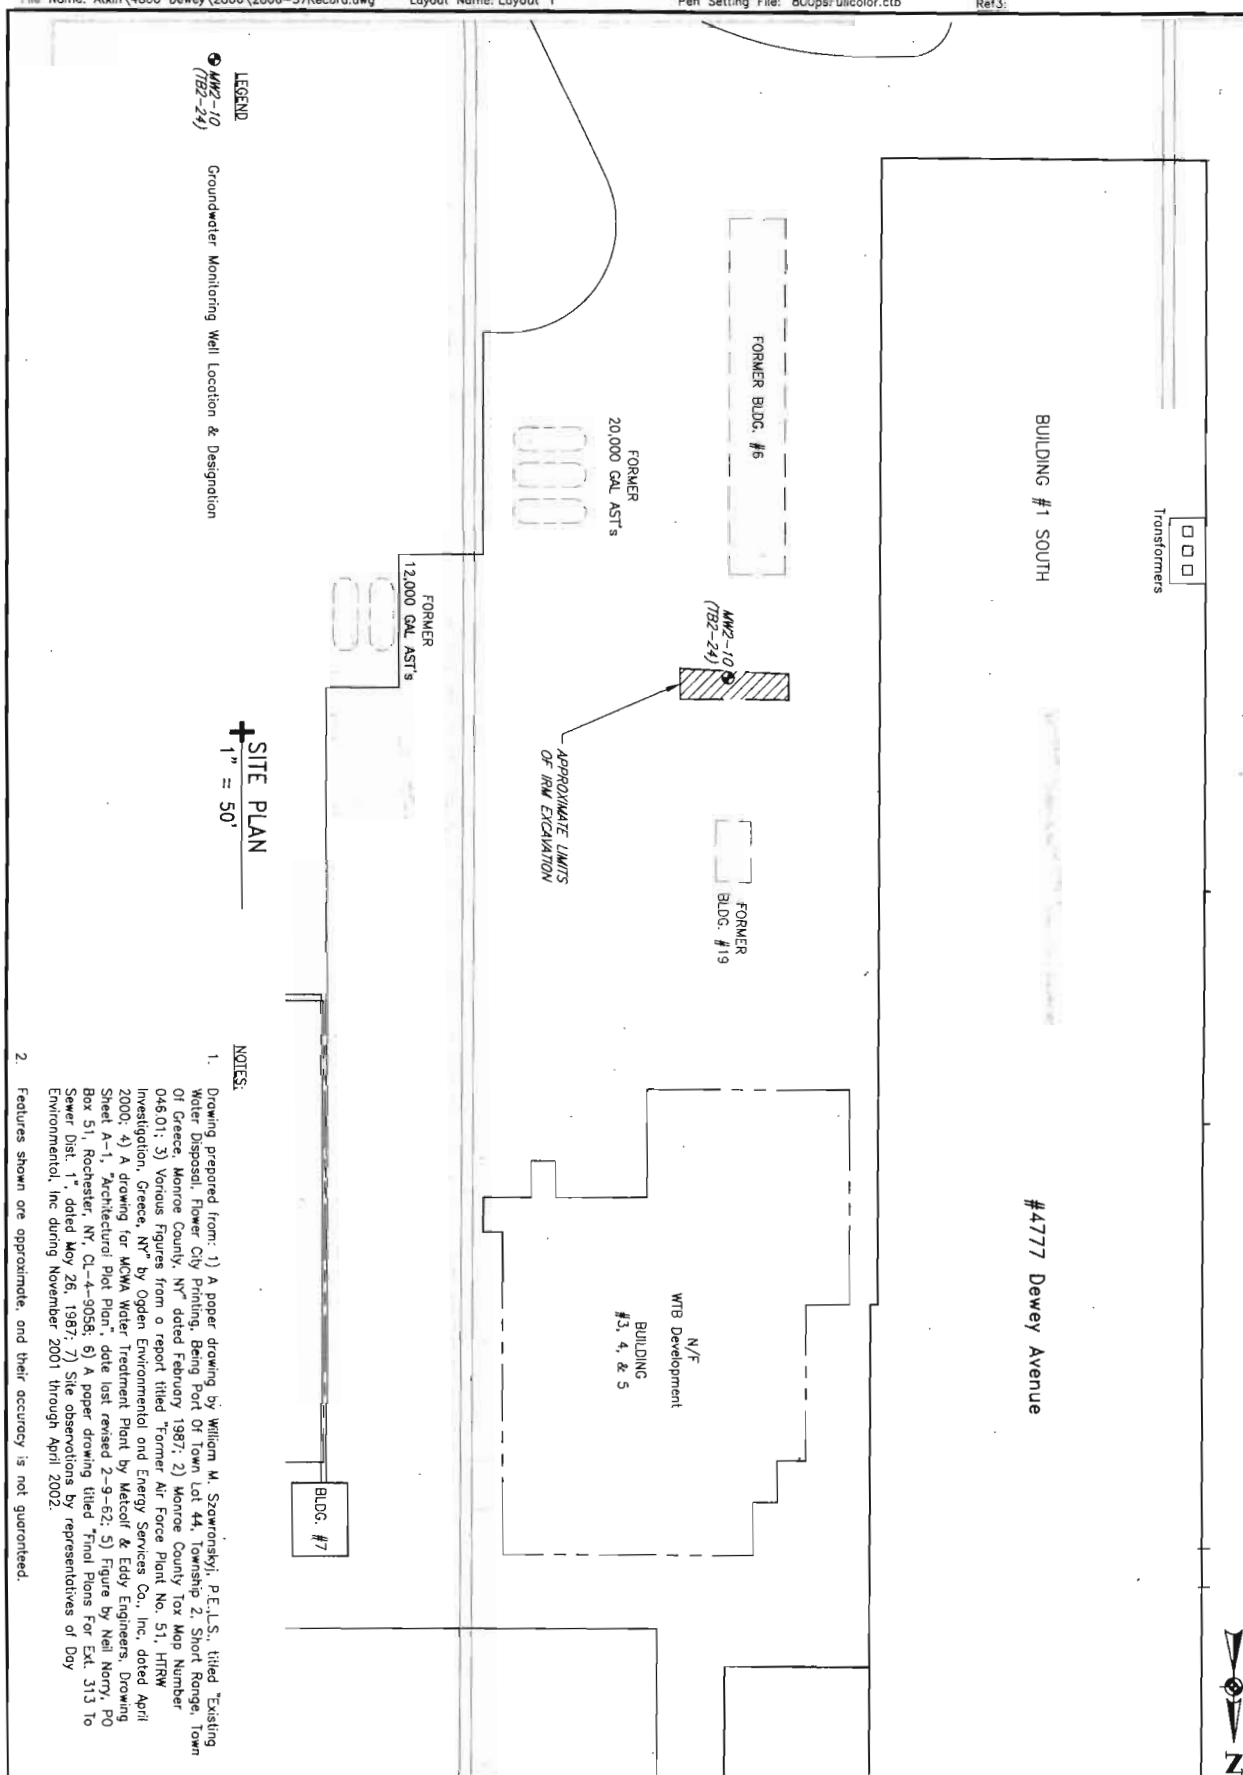 File Name: Atkin\4800 Dewey\2006\2006-37Record.dwg Layout Name: Layout 1 Pen Setting File: 800psFullcolor.ctb Ref3:
BUILDING #1 SOUTH
#4777 Dewey Avenue
Transformers
FORMER BLDG. #6
MW2-10
(TB2-24)
FORMER
BLDG. #19
FORMER
20,000 GAL AST's
APPROXIMATE LIMITS
OF IRM EXCAVATION
N/F
WTB Development
BUILDING
#3, 4, & 5
FORMER
12,000 GAL AST's
BLDG. #7
N
SITE PLAN
1" = 50'
LEGEND
MW2-10
(TB2-24)
Groundwater Monitoring Well Location & Designation
NOTES:
1. Drawing prepared from: 1) A paper drawing by William M. Szawranskyj, P.E.,L.S., titled "Existing
Water Disposal, Flower City Printing, Being Part Of Town Lot 44, Township 2, Short Range, Town
Of Greece, Monroe County, NY" dated February 1987; 2) Monroe County Tax Map Number
046.01; 3) Various Figures from a report titled "Former Air Force Plant No. 51, HTRW
Investigation, Greece, NY" by Ogden Environmental and Energy Services Co., Inc, dated April
2000; 4) A drawing for MCWA Water Treatment Plant by Metcalf & Eddy Engineers, Drawing
Sheet A-1, "Architectural Plot Plan", date last revised 2-9-62; 5) Figure by Neil Norry, PO
Box 51, Rochester, NY, CL-4-9058; 6) A paper drawing titled "Final Plans For Ext. 313 To
Sewer Dist. 1", dated May 26, 1987; 7) Site observations by representatives of Day
Environmental, Inc during November 2001 through April 2002.
2. Features shown are approximate, and their accuracy is not guaranteed.